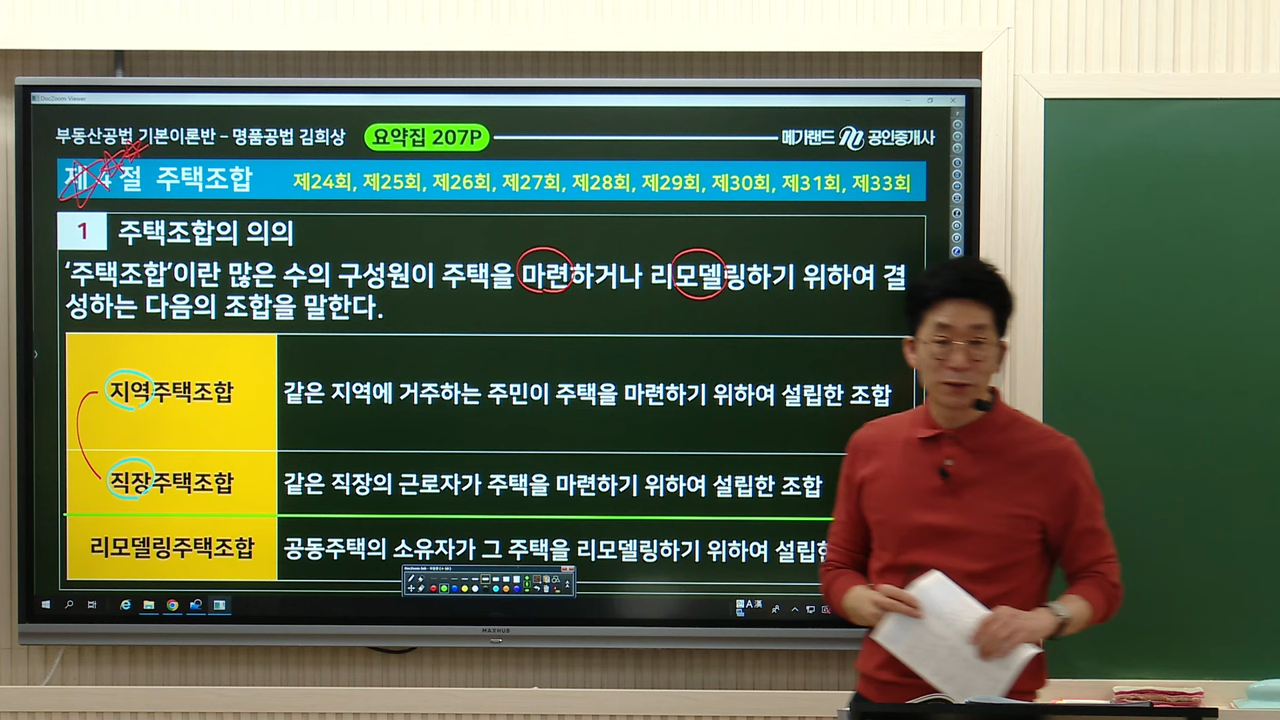 DocZoom Viewer
부동산공법 기본이론반 - 명품공법 김희상 요약집 207P 메가랜드 공인중개사
제4절 주택조합 제24회, 제25회, 제26회, 제27회, 제28회, 제29회, 제30회, 제31회, 제33회
1 주택조합의 의의
‘주택조합’이란 많은 수의 구성원이 주택을 마련하거나 리모델링하기 위하여 결
성하는 다음의 조합을 말한다.
지역주택조합 같은 지역에 거주하는 주민이 주택을 마련하기 위하여 설립한 조합
직장주택조합 같은 직장의 근로자가 주택을 마련하기 위하여 설립한 조합
리모델링주택조합 공동주택의 소유자가 그 주택을 리모델링하기 위하여
A 漢
MAXHUB